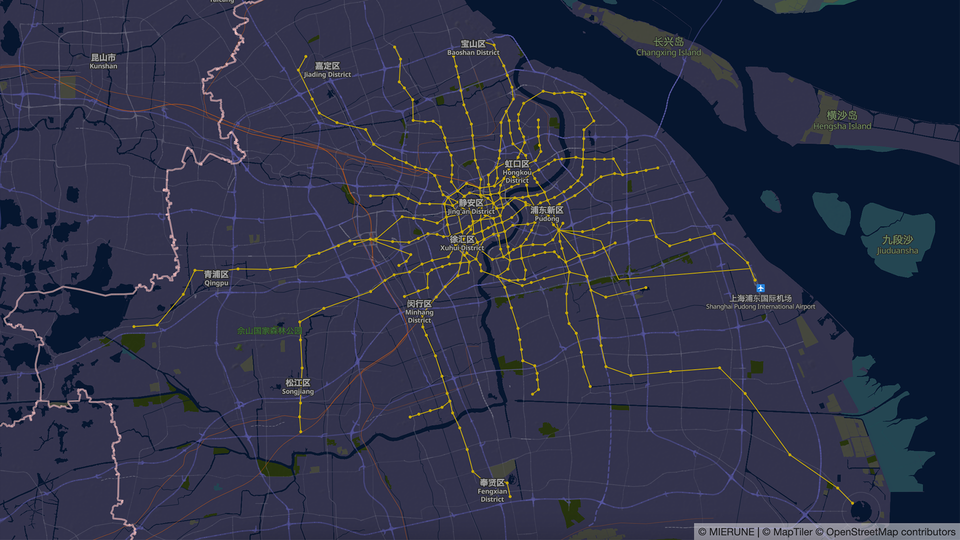 Taicang
宝山区
Baoshan District
长兴岛
Changxing Island
昆山市
Kunshan
嘉定区
Jiading District
横沙岛
Hengsha Island
虹口区
Hongkou
District
静安区
Jing'an District
浦东新区
Pudong
徐汇区
Xuhui District
九段沙
Jiuduansha
青浦区
Qingpu
上海浦东国际机场
Shanghai Pudong International Airport
闵行区
Minhang
District
佘山国家森林公园
松江区
Songjiang
奉贤区
Fengxian
District
© MIERUNE | © MapTiler © OpenStreetMap contributors